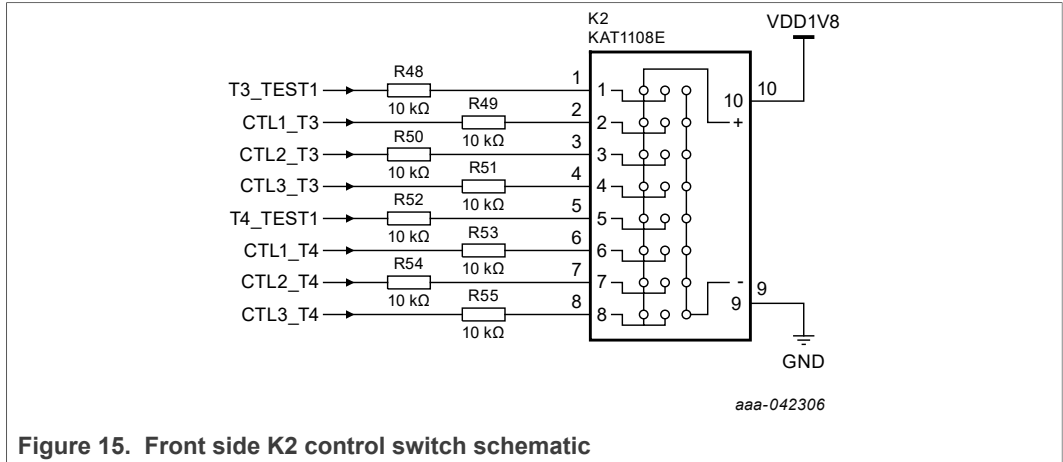 K2
KAT1108E
VDD1V8
T3_TEST1
R48
10 kΩ
1
1
10
10
CTL1_T3
R49
10 kΩ
2
2
+
CTL2_T3
R50
10 kΩ
3
3
CTL3_T3
R51
10 kΩ
4
4
T4_TEST1
R52
10 kΩ
5
5
CTL1_T4
R53
10 kΩ
6
6
CTL2_T4
R54
10 kΩ
7
7
-
9
9
CTL3_T4
R55
10 kΩ
8
8
GND
aaa-042306
Figure 15. Front side K2 control switch schematic